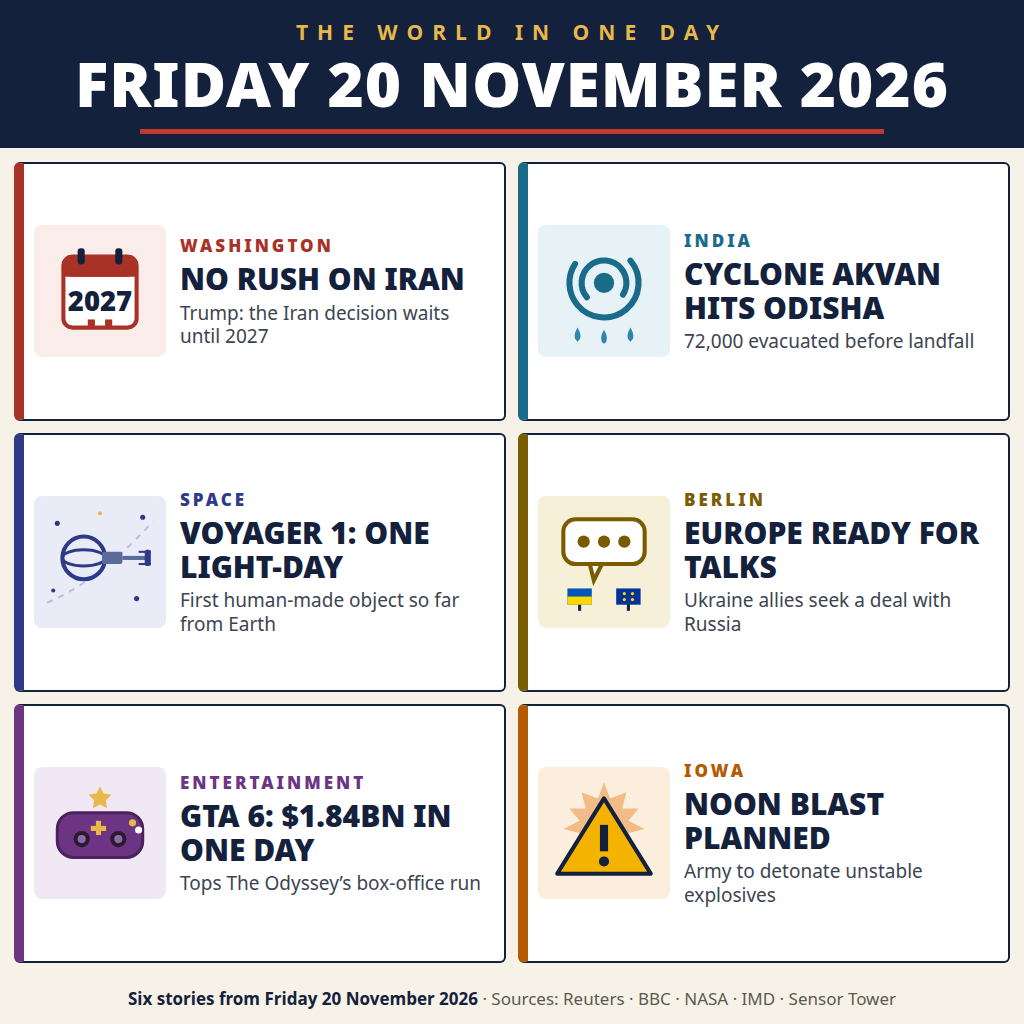 THE WORLD IN ONE DAY
FRIDAY 20 NOVEMBER 2026
2027
WASHINGTON
NO RUSH ON IRAN
Trump: the Iran decision waits
until 2027
INDIA
CYCLONE AKVAN
HITS ODISHA
72,000 evacuated before landfall
SPACE
VOYAGER 1: ONE
LIGHT-DAY
First human-made object so far
from Earth
BERLIN
EUROPE READY FOR
TALKS
Ukraine allies seek a deal with
Russia
ENTERTAINMENT
GTA 6: $1.84BN IN
ONE DAY
Tops The Odyssey’s box-office run
IOWA
NOON BLAST
PLANNED
Army to detonate unstable
explosives
Six stories from Friday 20 November 2026 · Sources: Reuters · BBC · NASA · IMD · Sensor Tower